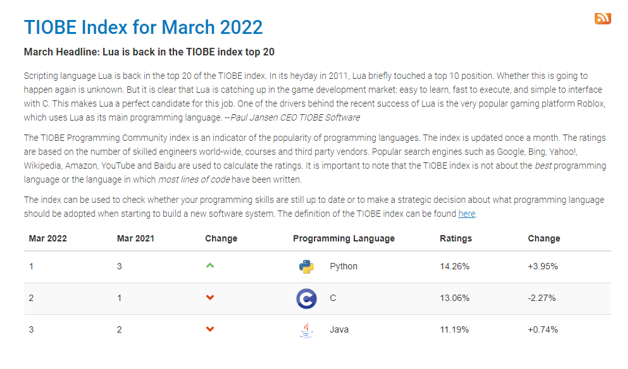 TIOBE Index for March 2022
March Headline: Lua is back in the TIOBE index top 20
Scripting language Lua is back in the top 20 of the TIOBE index. In its heyday in 2011, Lua briefly touched a top 10 position. Whether this is going to
happen again is unknown. But it is clear that Lua is catching up in the game development market: easy to learn, fast to execute, and simple to interface
with C. This makes Lua a perfect candidate for this job. One of the drivers behind the recent success of Lua is the very popular gaming platform Roblox,
which uses Lua as its main programming language. --Paul Jansen CEO TIOBE Software
The TIOBE Programming Community index is an indicator of the popularity of programming languages. The index is updated once a month. The ratings
are based on the number of skilled engineers world-wide, courses and third party vendors. Popular search engines such as Google, Bing, Yahoo!,
Wikipedia, Amazon, YouTube and Baidu are used to calculate the ratings. It is important to note that the TIOBE index is not about the best programming
language or the language in which most lines of code have been written.
The index can be used to check whether your programming skills are still up to date or to make a strategic decision about what programming language
should be adopted when starting to build a new software system. The definition of the TIOBE index can be found here.
Mar 2022 Mar 2021 Change Programming Language Ratings Change
1 3 Python 14.26% +3.95%
2 1 C 13.06% -2.27%
3 2 Java 11.19% +0.74%